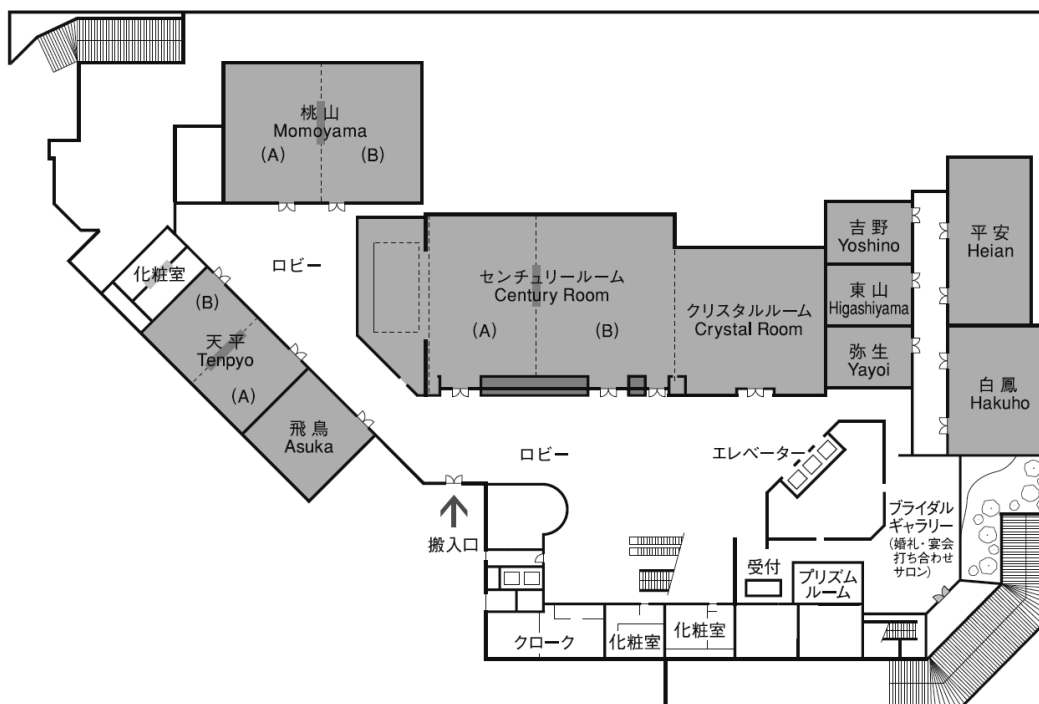 桃山
Momoyama
(A)
(B)
吉野
Yoshino
平安
Heian
化粧室
ロビー
センチュリールーム
Century Room
(A)
(B)
クリスタルルーム
Crystal Room
東山
Higashiyama
(B)
天平
Tenpyo
(A)
弥生
Yayoi
白鳳
Hakuho
飛鳥
Asuka
ロビー
エレベーター
搬入口
ブライダル
ギャラリー
(婚礼・宴会
打ち合わせ
サロン)
受付
プリズム
ルーム
クローク
化粧室
化粧室